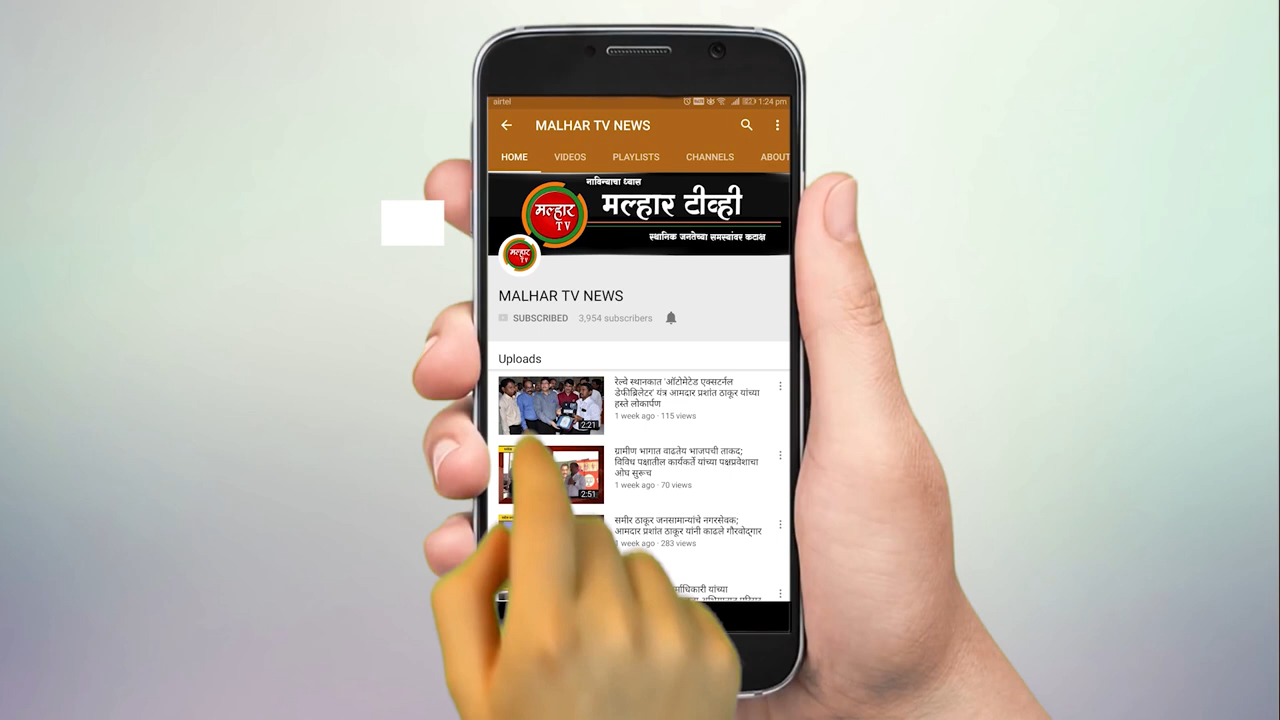 airtel 1:24 pm
MALHAR TV NEWS
HOME VIDEOS PLAYLISTS CHANNELS ABOUT
नाविन्याचा ध्यास
मल्हार टीव्ही
मल्हार
TV
स्थानिक जनतेच्या समस्यांवर कटाक्ष
मल्हार
TV
MALHAR TV NEWS
SUBSCRIBED 3,954 subscribers
Uploads
रेल्वे स्थानकात 'ऑटोमेटेड एक्सटर्नल
डेफीब्रिलेटर' यंत्र आमदार प्रशांत ठाकूर यांच्या
हस्ते लोकार्पण
1 week ago · 115 views
2:21
ग्रामीण भागात वाढतेय भाजपची ताकद;
विविध पक्षातील कार्यकर्ते यांच्या पक्षप्रवेशाचा
ओघ सुरूच
1 week ago · 70 views
2:51
समीर ठाकूर जनसामान्यांचे नगरसेवक;
आमदार प्रशांत ठाकूर यांनी काढले गौरवोद्गार
1 week ago · 283 views
यांच्या